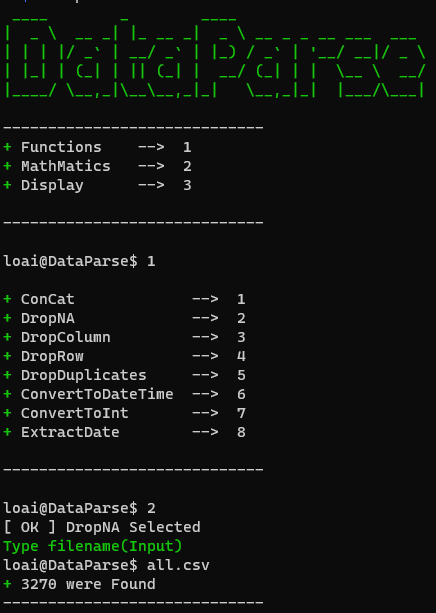 DataParse
-----------------------------
+ Functions    -->  1
+ MathMatics   -->  2
+ Display      -->  3
-----------------------------
loai@DataParse$ 1
+ ConCat             -->  1
+ DropNA             -->  2
+ DropColumn         -->  3
+ DropRow            -->  4
+ DropDuplicates     -->  5
+ ConvertToDateTime  -->  6
+ ConvertToInt       -->  7
+ ExtractDate        -->  8
-----------------------------
loai@DataParse$ 2
[ OK ] DropNA Selected
Type filename(Input)
loai@DataParse$ all.csv
+ 3270 were Found
-----------------------------